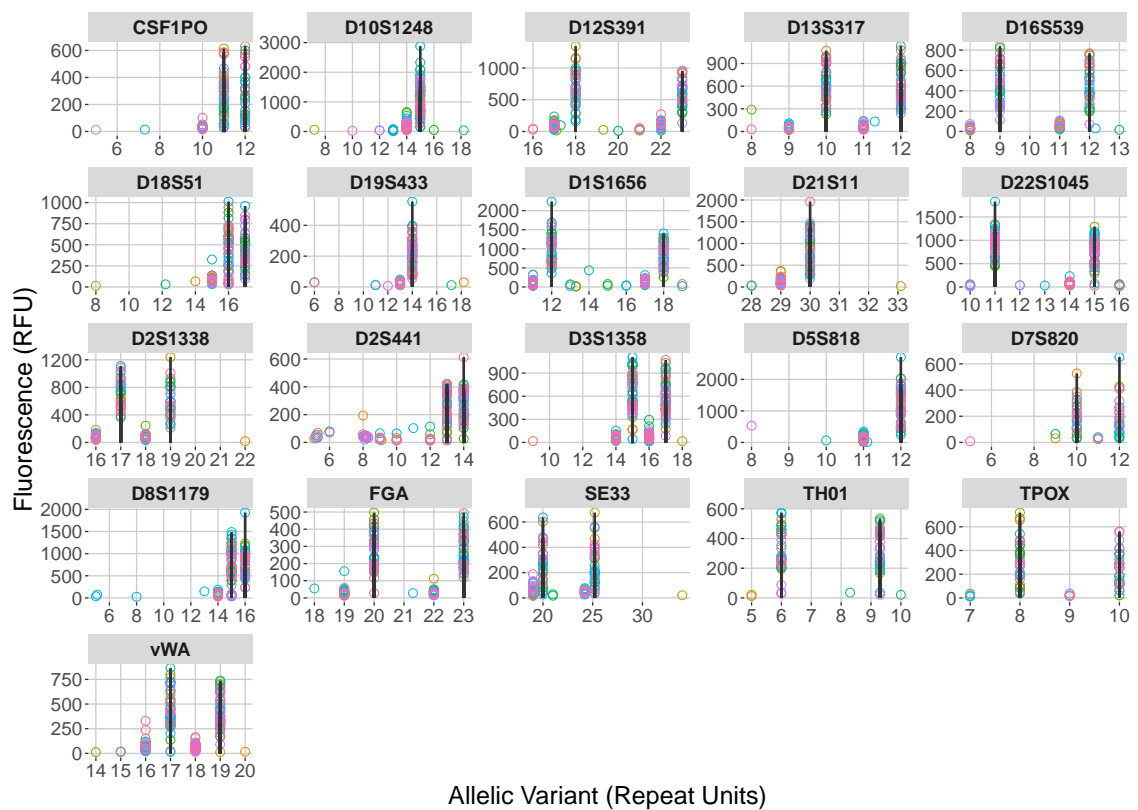 CSF1PO D10S1248 D12S391 D13S317 D16S539
600 400 200 0
6 8 10 12
3000 2000 1000 0
8 10 12 14 16 18
1000 500 0
16 18 20 22
900 600 300 0
8 9 10 11 12
800 600 400 200 0
8 9 10 11 12 13
D18S51 D19S433 D1S1656 D21S11 D22S1045
1000 750 500 250 0
8 10 12 14 16
400 200 0
6 8 10 12 14 16 18
2000 1500 1000 500 0
12 14 16 18
2000 1500 1000 500 0
28 29 30 31 32 33
1500 1000 500 0
10 11 12 13 14 15 16
D2S1338 D2S441 D3S1358 D5S818 D7S820
1200 800 400 0
16 17 18 19 20 21 22
600 400 200 0
6 8 9 10 12 14
900 600 300 0
10 12 14 16 18
2000 1000 0
8 9 10 11 12
600 400 200 0
6 8 10 12
D8S1179 FGA SE33 TH01 TPOX
2000 1500 1000 500 0
6 8 10 12 14 16
500 400 300 200 100 0
18 19 20 21 22 23
600 400 200 0
20 25 30
600 400 200 0
5 6 7 8 9 10
600 400 200 0
7 8 9 10
vWA
750 500 250 0
14 15 16 17 18 19 20
Fluorescence (RFU)
Allelic Variant (Repeat Units)